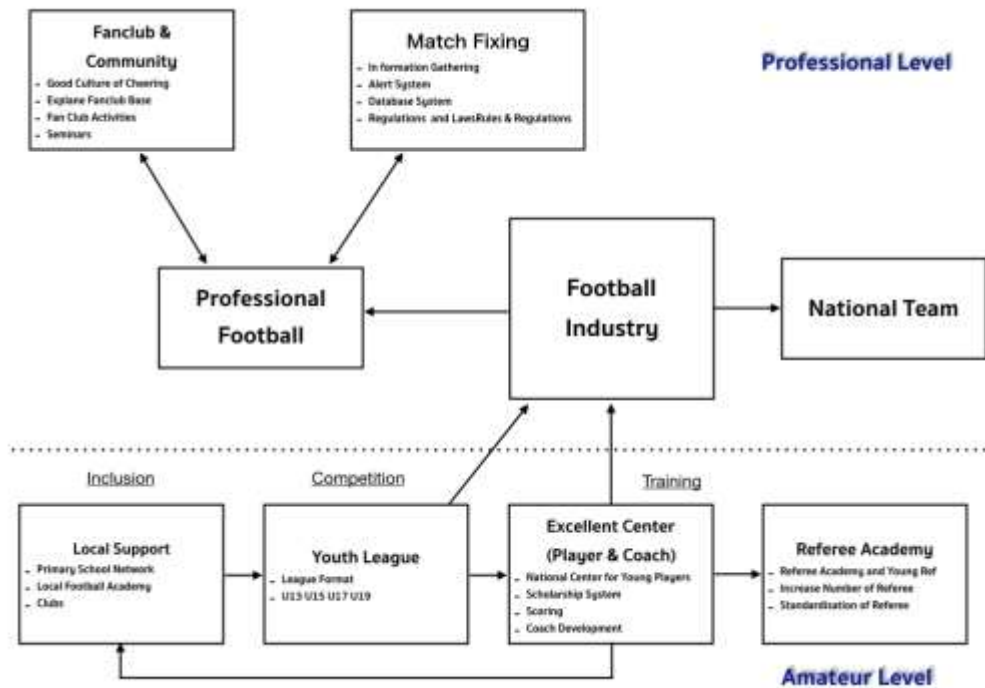 Fanclub &
Community
- Good Culture of Cheering
- Explane Fanclub Base
- Fan Club Activities
- Seminars
Match Fixing
- In formation Gathering
- Alert System
- Database System
- Regulations and LawsRules & Regulations
Professional Level
Professional
Football
Football
Industry
National Team
Inclusion
Competition
Training
Local Support
- Primary School Network
- Local Football Academy
- Clubs
Youth League
- League Format
- U13 U15 U17 U19
Excellent Center
(Player & Coach)
- National Center for Young Players
- Scholarship System
- Scoring
- Coach Development
Referee Academy
- Referee Academy and Young Ref
- Increase Number of Referee
- Standardisation of Referee
Amateur Level